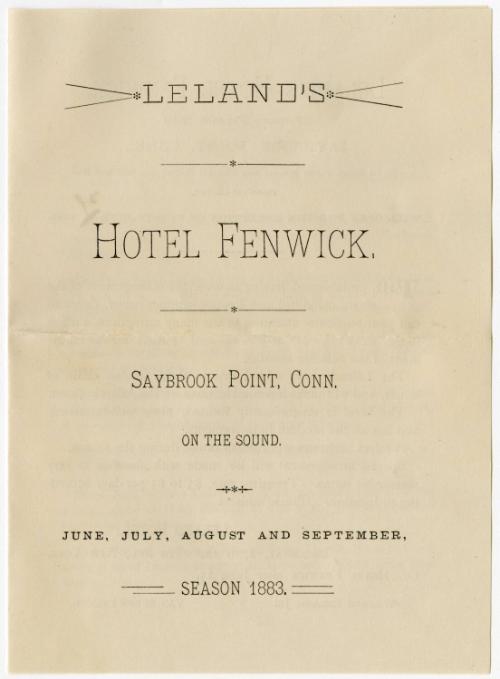 LELAND'S
HOTEL FENWICK.
SAYBROOK POINT, CONN.
ON THE SOUND.
JUNE, JULY, AUGUST AND SEPTEMBER,
SEASON 1883.